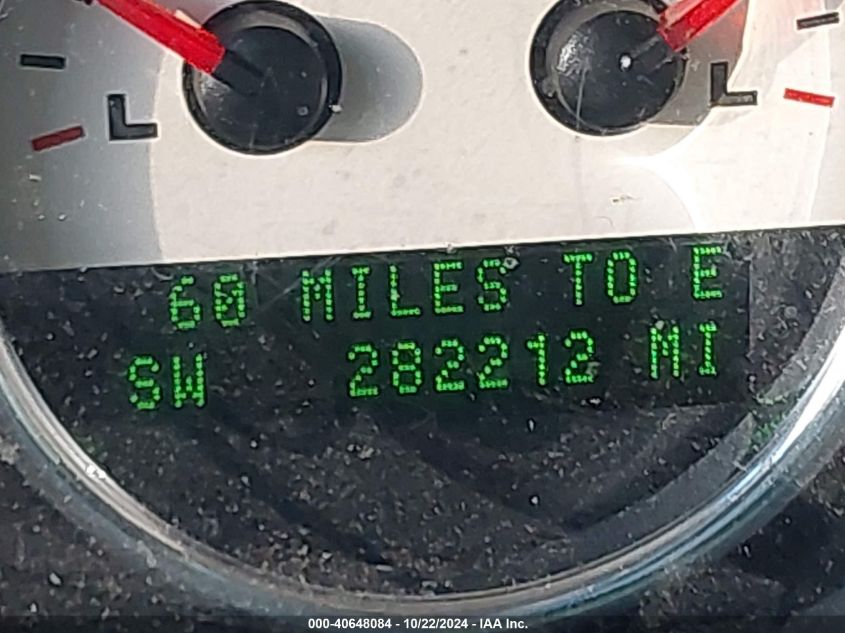 L L
60 MILES TO E
SW 282212 MI
000-40648084 - 10/22/2024 - IAA Inc.